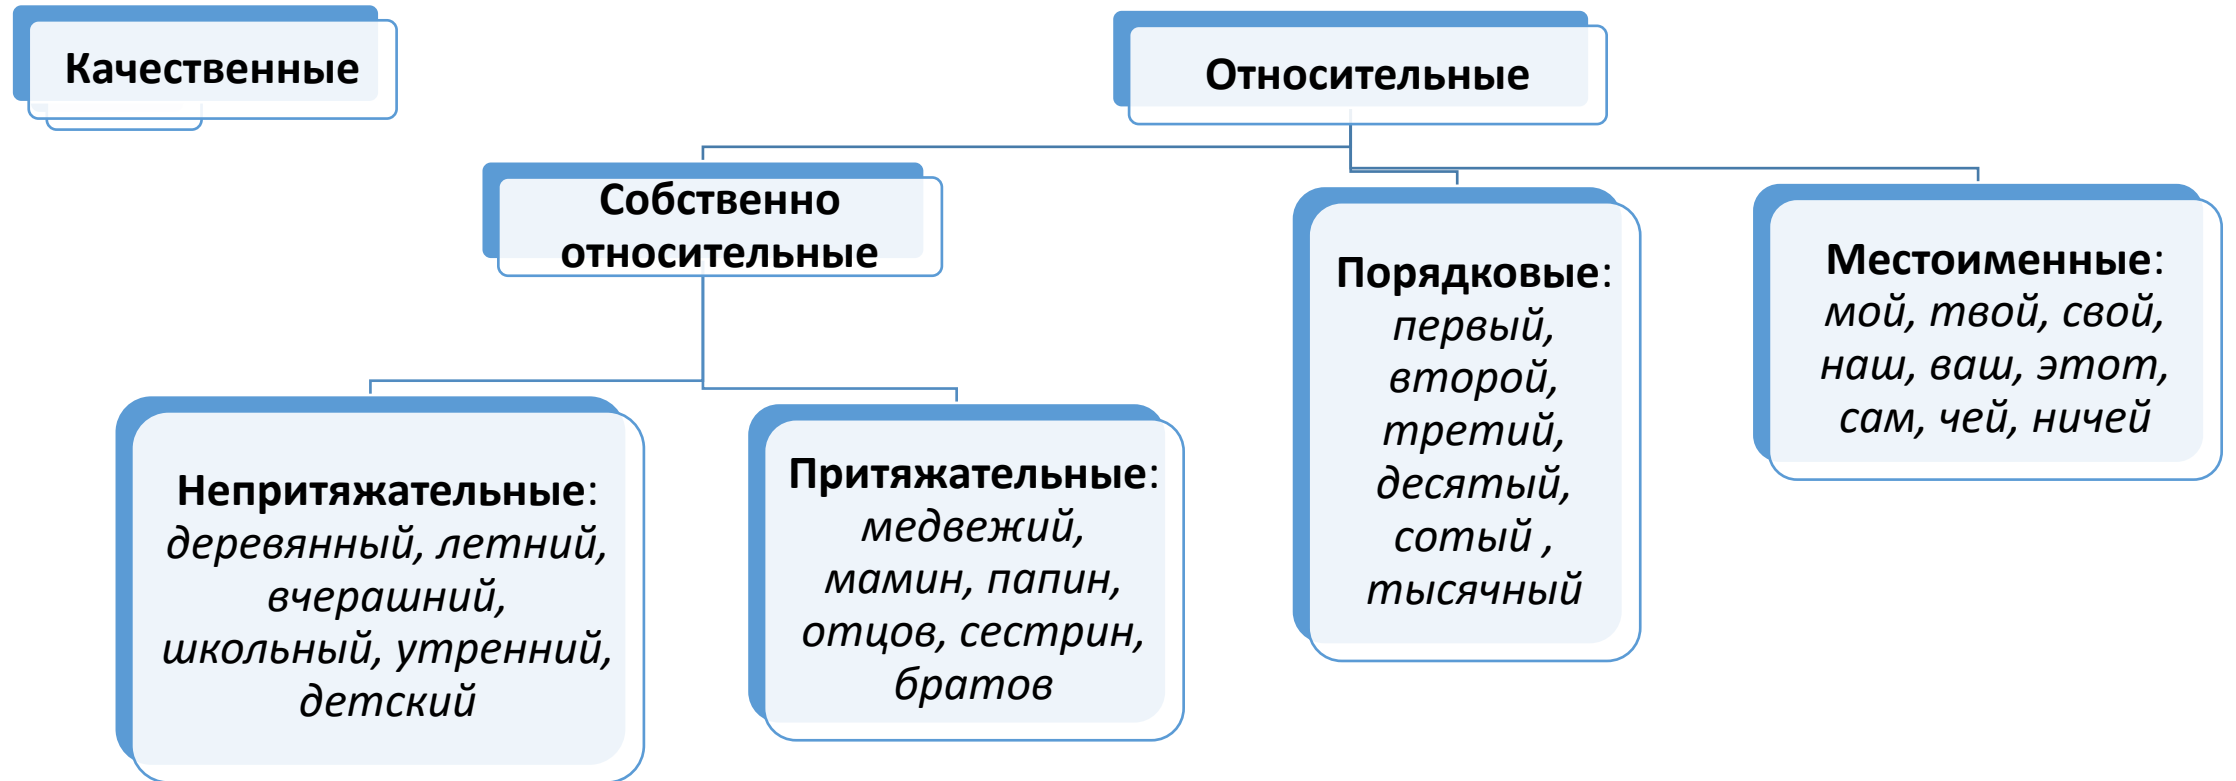 Качественные
Относительные
Собственно
относительные
Непритяжательные:
деревянный, летний,
вчерашний,
школьный, утренний,
детский
Притяжательные:
медвежий,
мамин, папин,
отцов, сестрин,
братов
Порядковые:
первый,
второй,
третий,
десятый,
сотый ,
тысячный
Местоименные:
мой, твой, свой,
наш, ваш, этот,
сам, чей, ничей